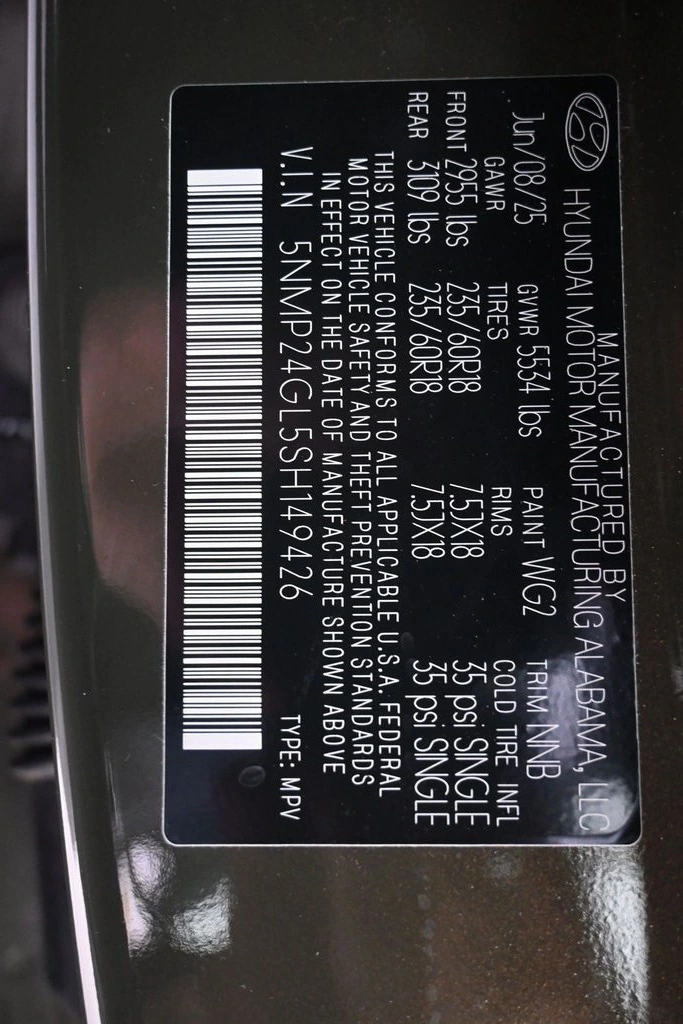 MANUFACTURED BY
HYUNDAI MOTOR MANUFACTURING ALABAMA, LLC
Jun/08/25 GVWR 5534 lbs PAINT WG2 TRIM NNB
GAWR TIRES RIMS COLD TIRE INFL
FRONT 2955 lbs 235/60R18 7.5JX18 35 psi SINGLE
REAR 3109 lbs 235/60R18 7.5JX18 35 psi SINGLE
THIS VEHICLE CONFORMS TO ALL APPLICABLE U.S.A. FEDERAL
MOTOR VEHICLE SAFETY AND THEFT PREVENTION STANDARDS
IN EFFECT ON THE DATE OF MANUFACTURE SHOWN ABOVE
V.I.N 5NMP24GL5SH149426 TYPE: MPV